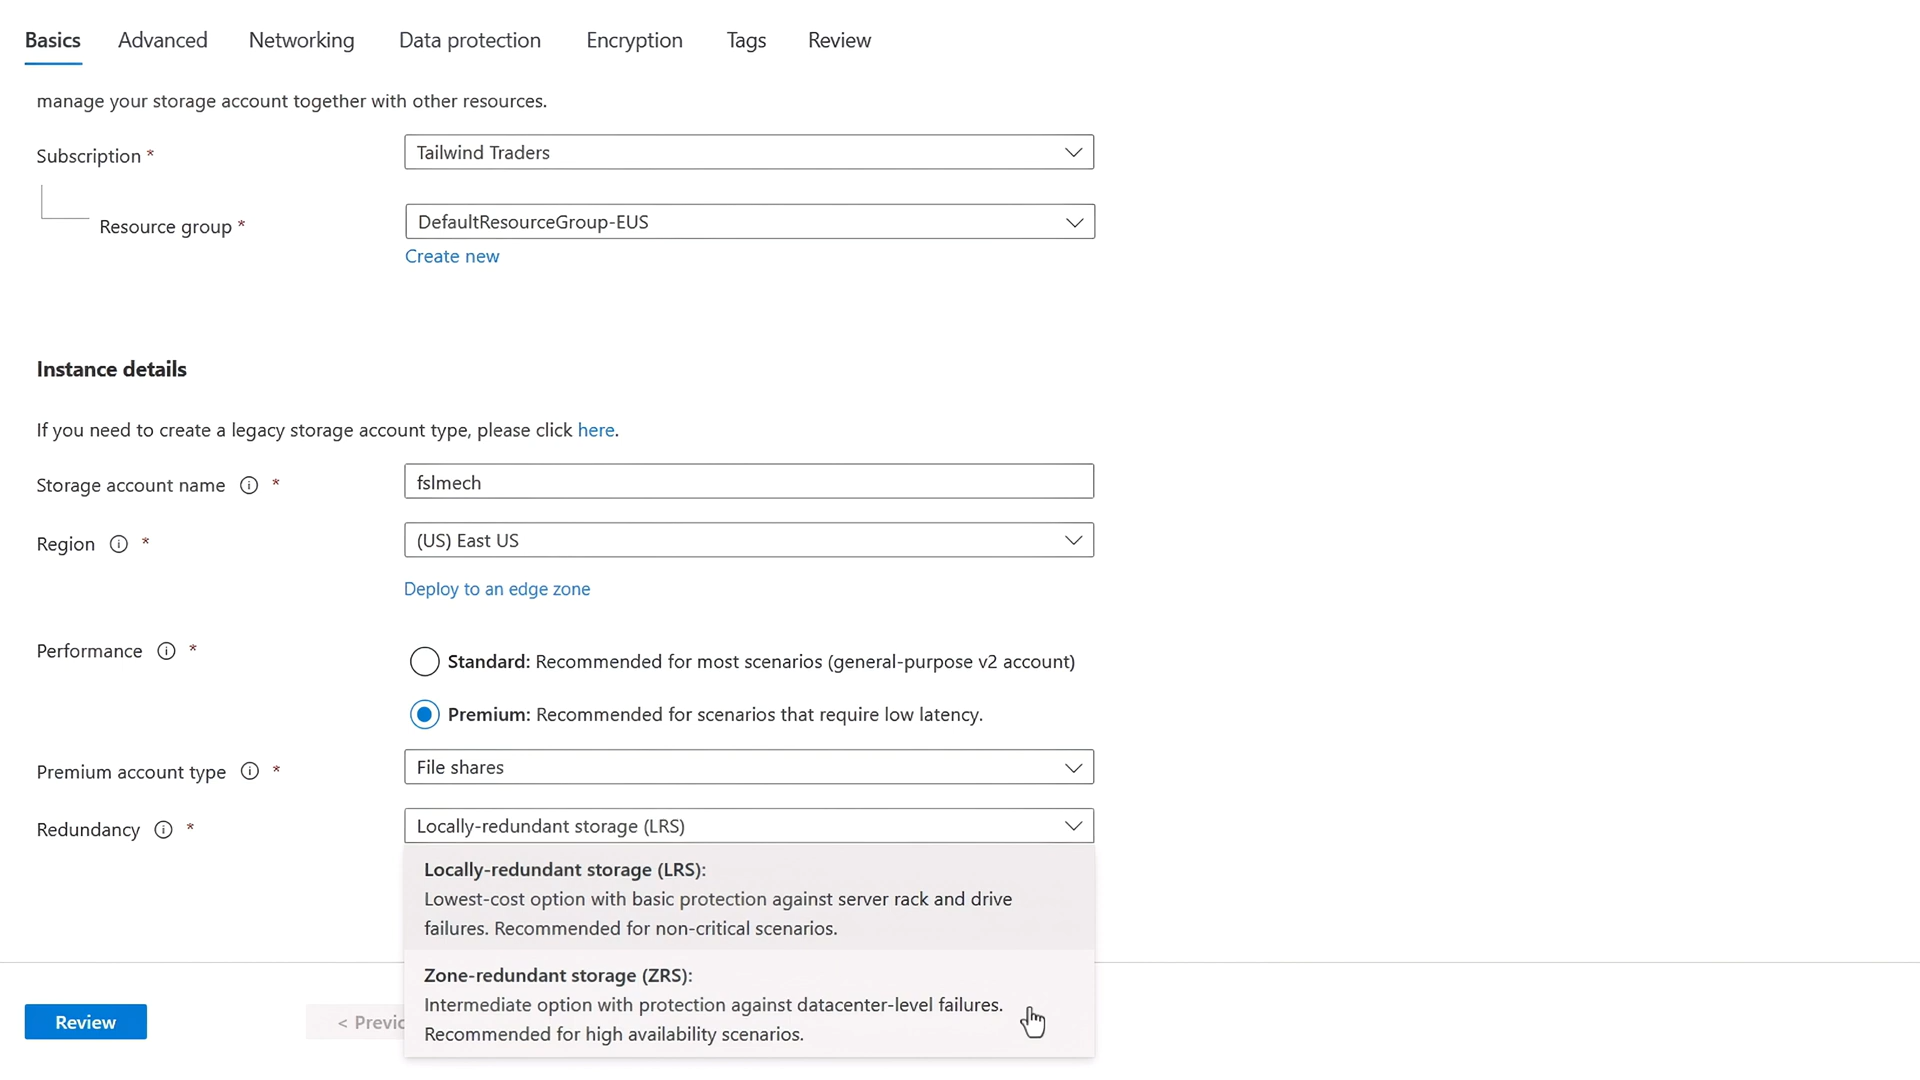 Basics Advanced Networking Data protection Encryption Tags Review
manage your storage account together with other resources.
Subscription * Tailwind Traders
Resource group * DefaultResourceGroup-EUS
Create new
Instance details
If you need to create a legacy storage account type, please click here.
Storage account name * fslmech
Region * (US) East US
Deploy to an edge zone
Performance * Standard: Recommended for most scenarios (general-purpose v2 account)
Premium: Recommended for scenarios that require low latency.
Premium account type * File shares
Redundancy * Locally-redundant storage (LRS)
Locally-redundant storage (LRS):
Lowest-cost option with basic protection against server rack and drive
failures. Recommended for non-critical scenarios.
Zone-redundant storage (ZRS):
Intermediate option with protection against datacenter-level failures.
Recommended for high availability scenarios.
Review < Previo